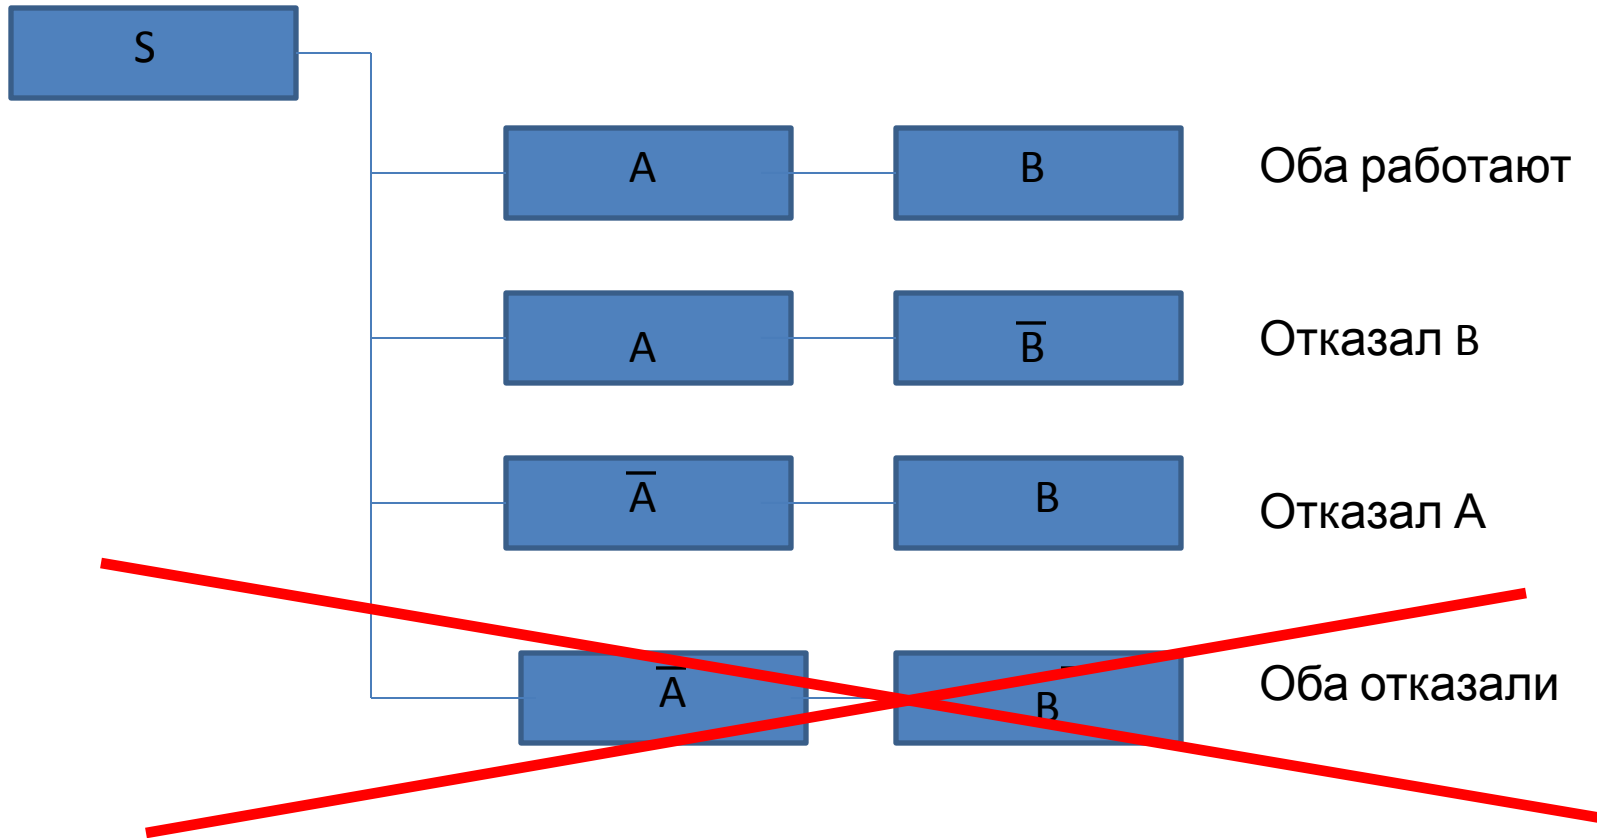 S
A B Оба работают
A B̅ Отказал B
A̅ B Отказал А
A̅ B̅ Оба отказали